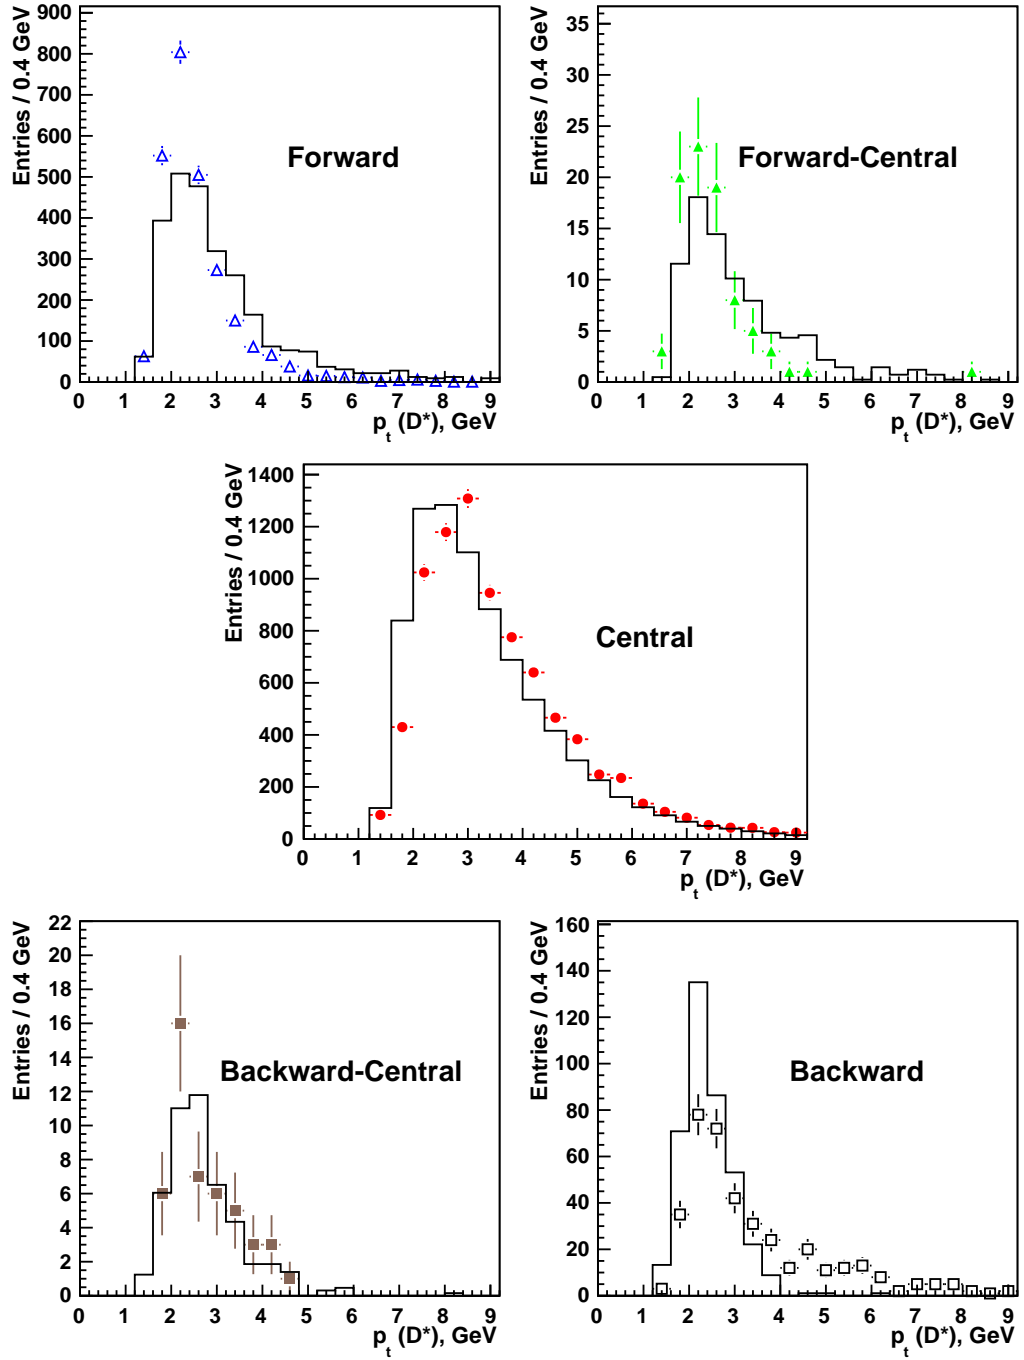 Entries / 0.4 GeV
900
800
700
600
500
400
300
200
100
0
Forward
0 1 2 3 4 5 6 7 8 9
p_t (D*), GeV
Entries / 0.4 GeV
35
30
25
20
15
10
5
0
Forward-Central
0 1 2 3 4 5 6 7 8 9
p_t (D*), GeV
Entries / 0.4 GeV
1400
1200
1000
800
600
400
200
0
Central
0 1 2 3 4 5 6 7 8 9
p_t (D*), GeV
Entries / 0.4 GeV
22
20
18
16
14
12
10
8
6
4
2
0
Backward-Central
0 1 2 3 4 5 6 7 8 9
p_t (D*), GeV
Entries / 0.4 GeV
160
140
120
100
80
60
40
20
0
Backward
0 1 2 3 4 5 6 7 8 9
p_t (D*), GeV